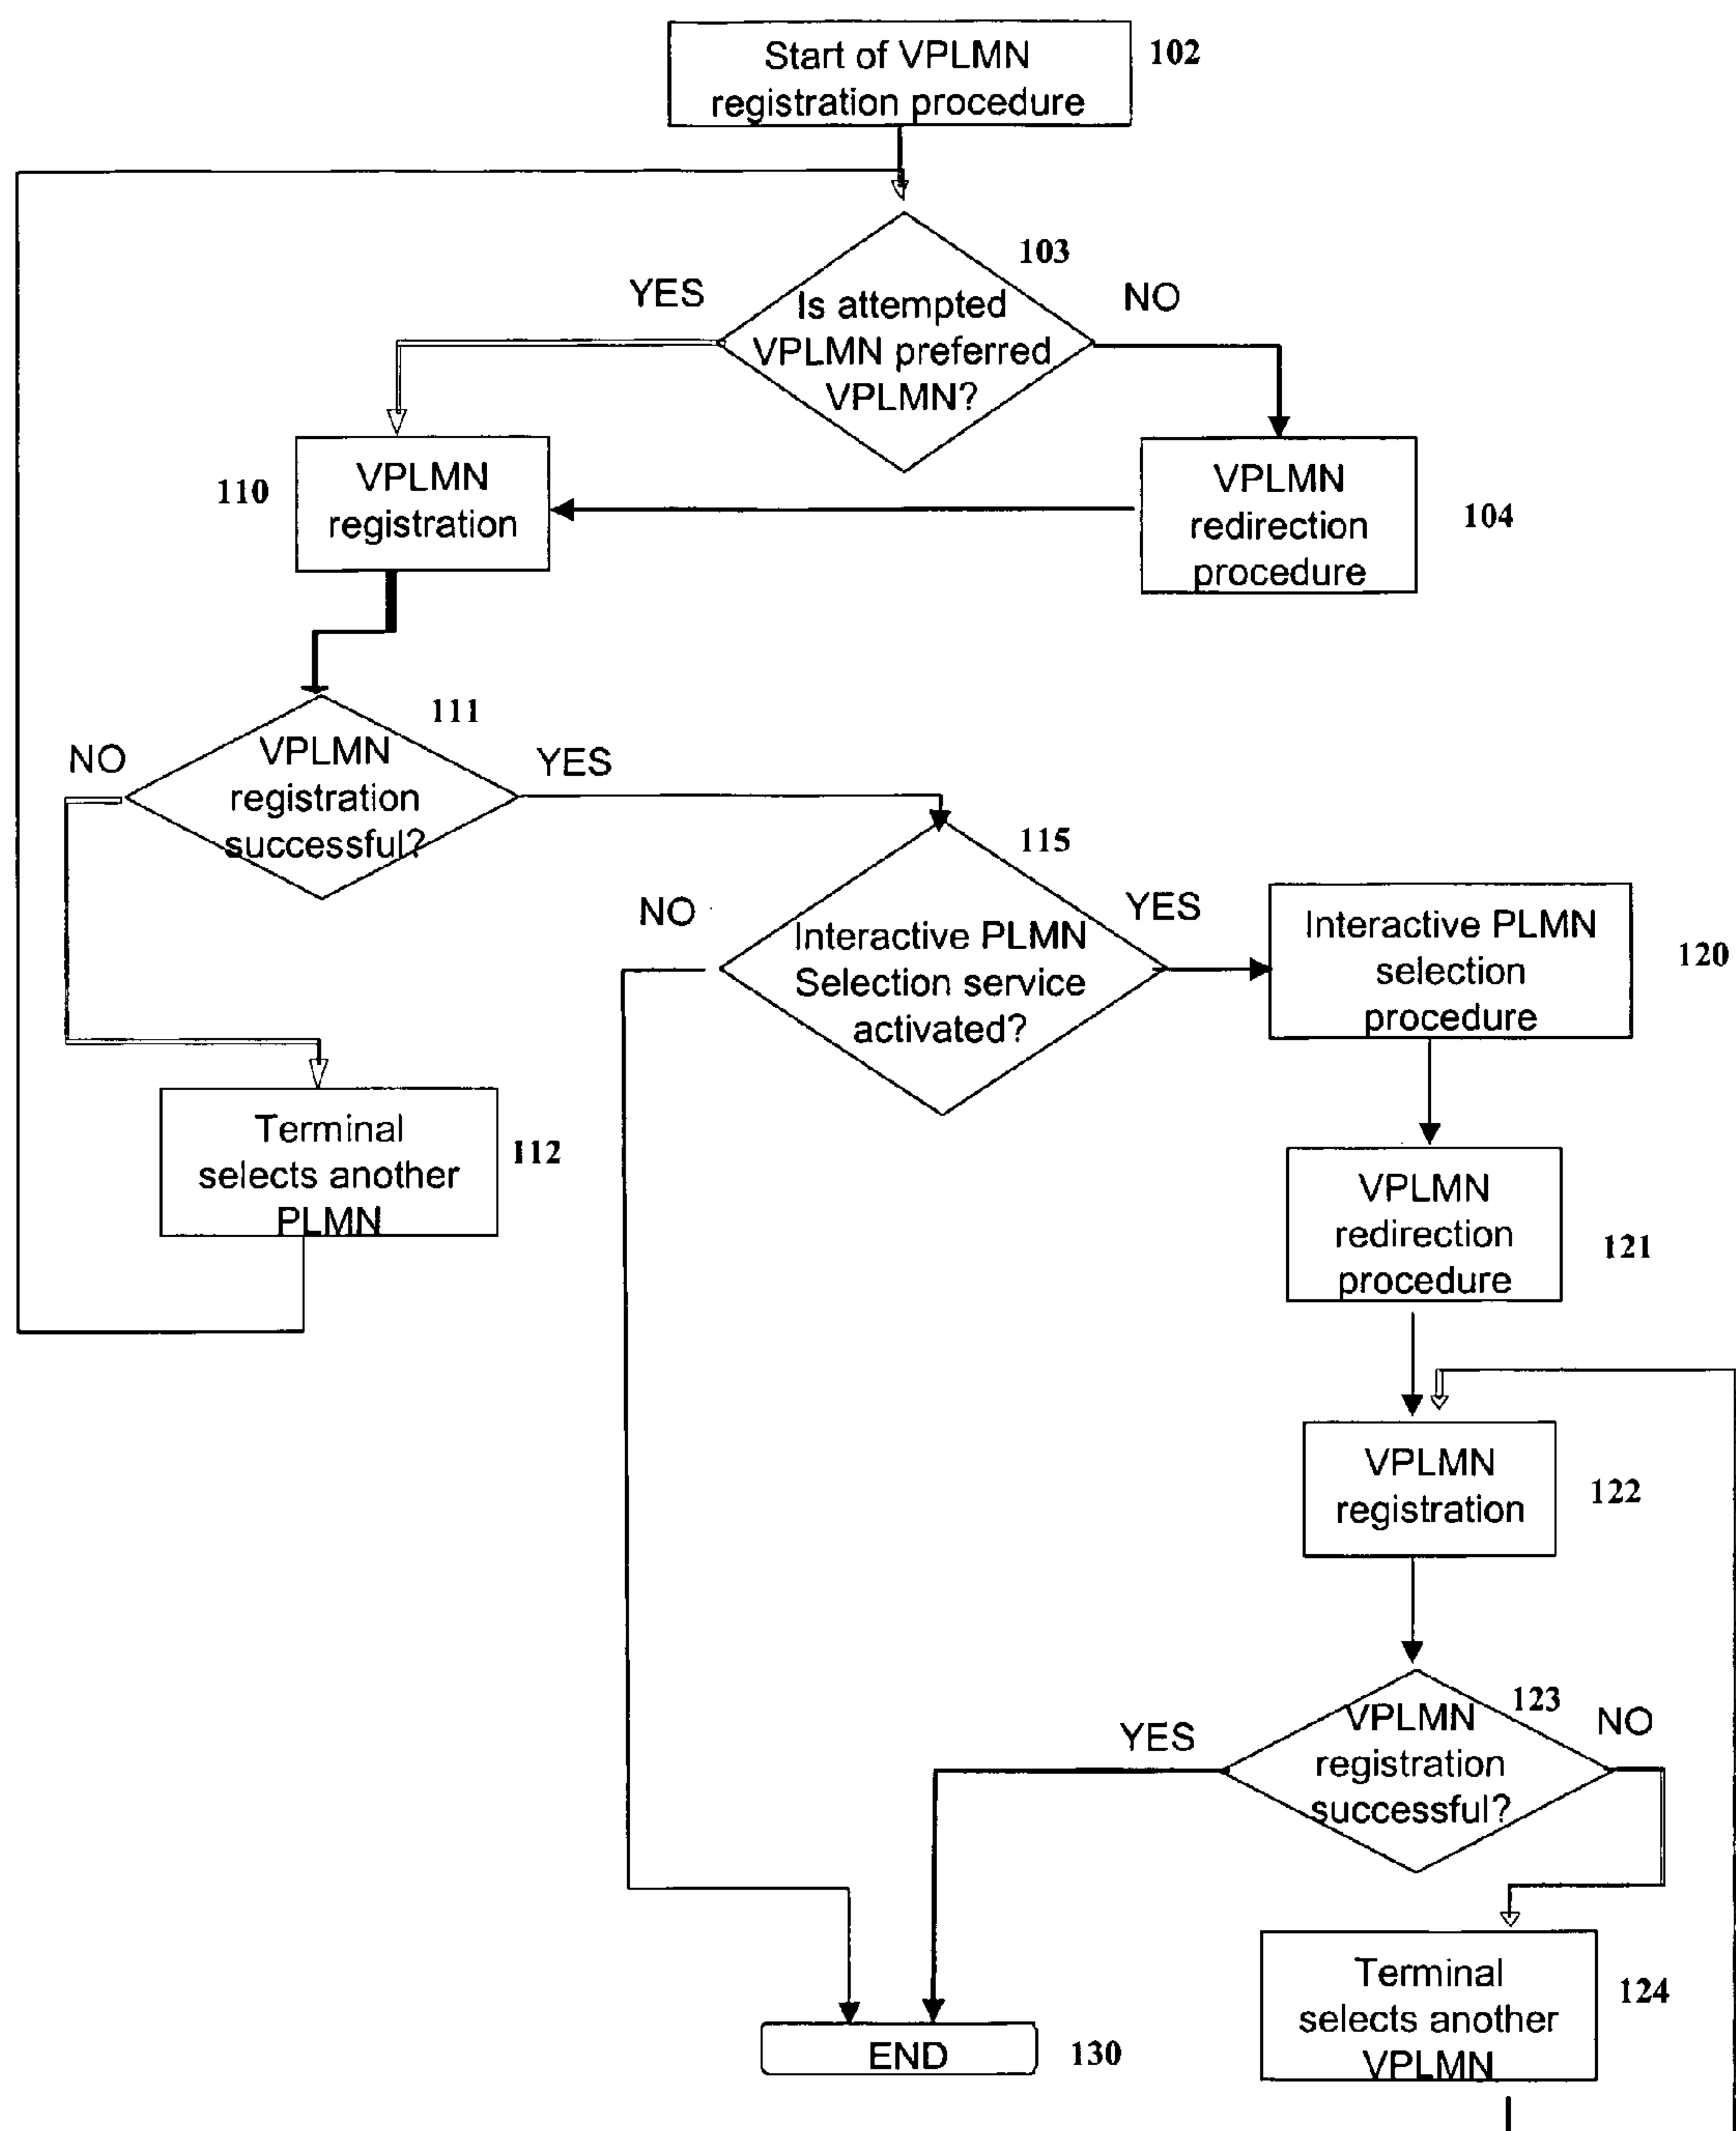 Start of VPLMN
registration procedure
102
103
YES
Is attempted
VPLMN preferred
VPLMN?
NO
110
VPLMN
registration
VPLMN
redirection
procedure
104
111
NO
VPLMN
registration
successful?
YES
115
NO
Interactive PLMN
Selection service
activated?
YES
Interactive PLMN
selection
procedure
120
Terminal
selects another
PLMN
112
VPLMN
redirection
procedure
121
VPLMN
registration
122
123
YES
VPLMN
registration
successful?
NO
Terminal
selects another
VPLMN
124
END
130